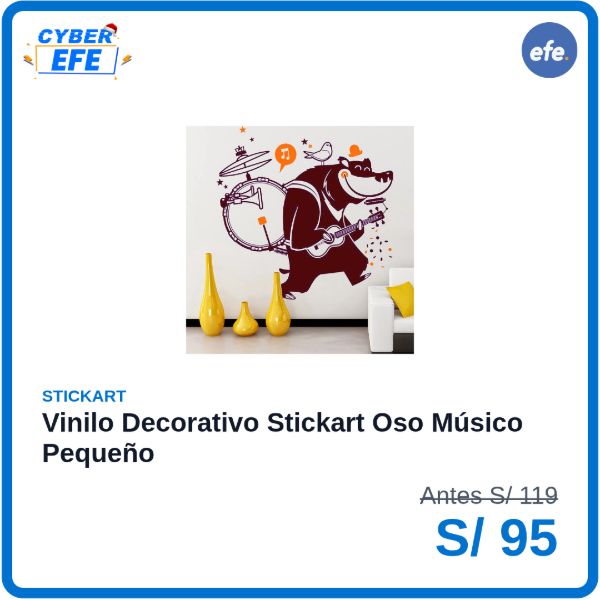 CYBER
EFE
efe.
STICKART
Vinilo Decorativo Stickart Oso Músico
Pequeño
Antes S/ 119
S/ 95